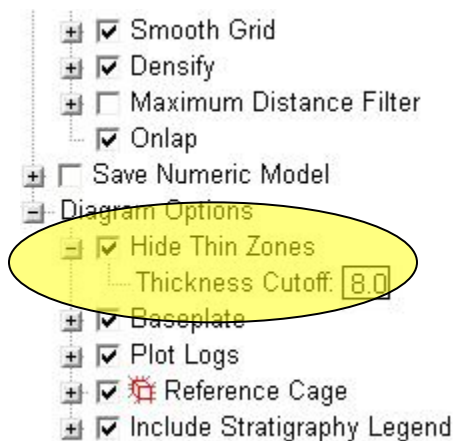 Smooth Grid
Densify
Maximum Distance Filter
Onlap
Save Numeric Model
Diagram Options
Hide Thin Zones
Thickness Cutoff: 8.0
Baseplate
Plot Logs
Reference Cage
Include Stratigraphy Legend